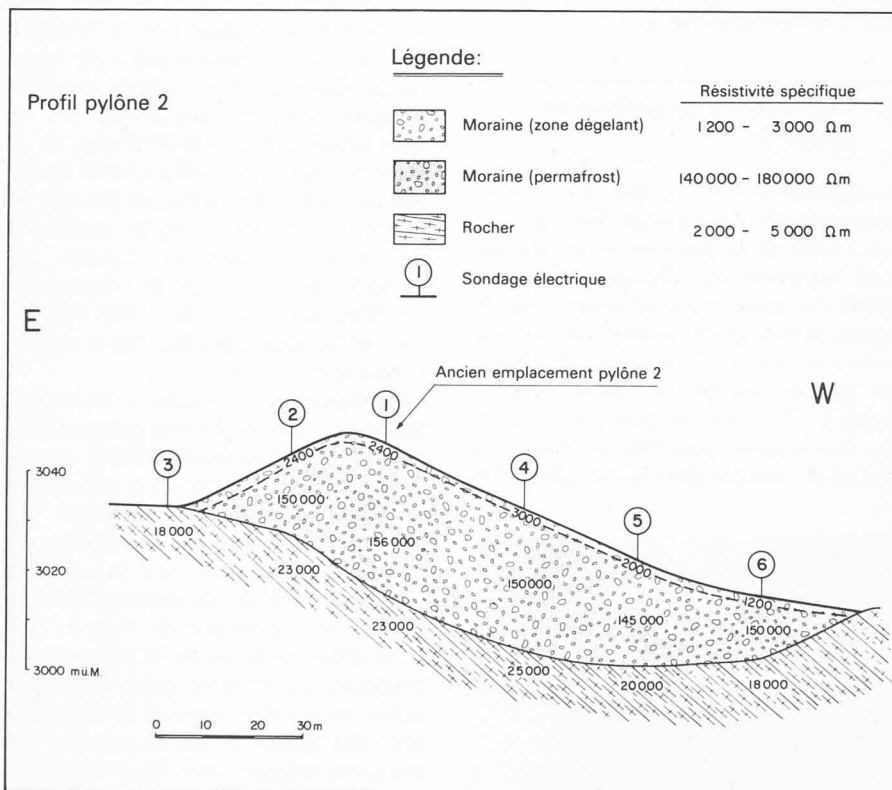 Légende:
Profil pylône 2
Résistivité spécifique
Moraine (zone dégelant) 1 200 - 3 000 Ωm
Moraine (permafrost) 140 000 - 180 000 Ωm
Rocher 2 000 - 5 000 Ωm
1 Sondage électrique
E
W
Ancien emplacement pylône 2
1
2
3
4
5
6
3040
3020
3000 m ü.M.
2400
2400
3000
2000
1200
150 000
156 000
150 000
145 000
150 000
18 000
23 000
23 000
25 000
20 000
18 000
0 10 20 30 m